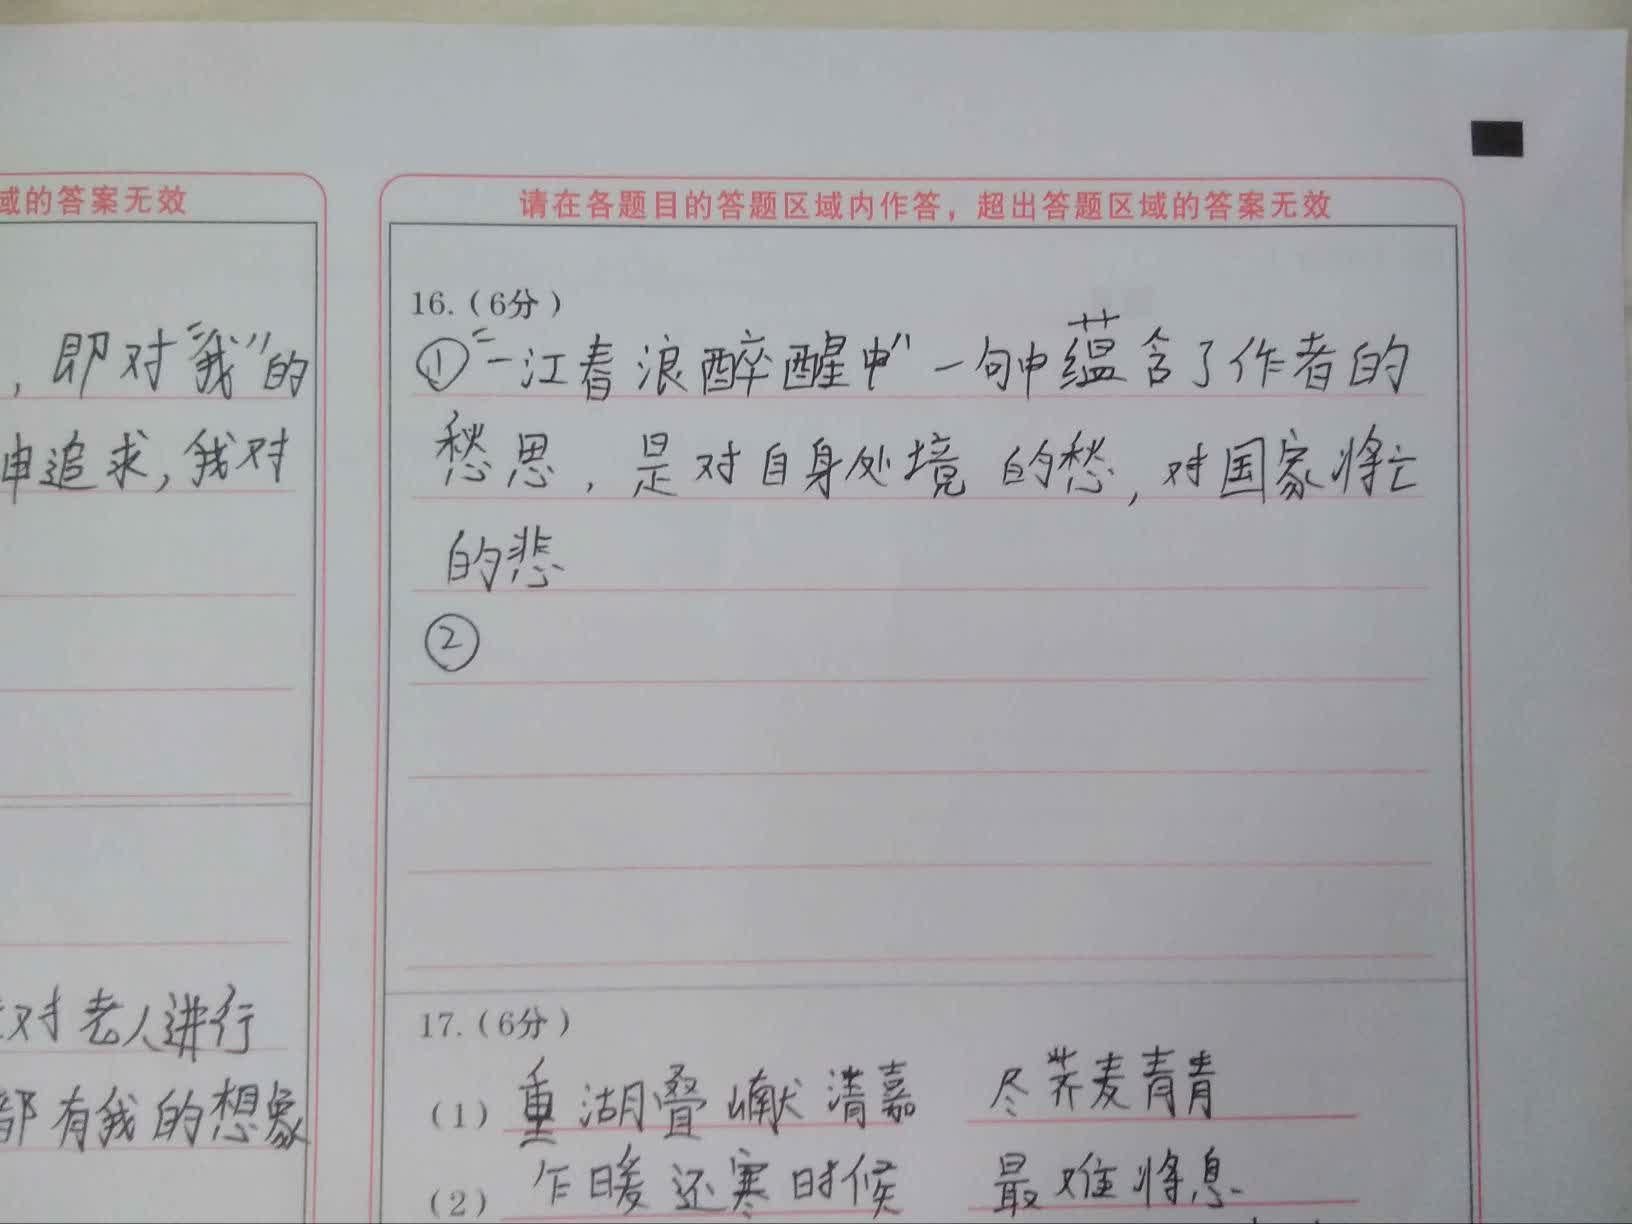 域的答案无效
，即对“我”的
申追求，我对
对老人进行
部有我的想象
请在各题目的答题区域内作答，超出答题区域的答案无效
16.（6分）
①“一江春浪醉醒中”一句中蕴含了作者的
愁思，是对自身处境的愁，对国家将亡
的悲
②
17.（6分）
（1）重湖叠巘清嘉 尽荠麦青青
（2）乍暖还寒时候 最难将息